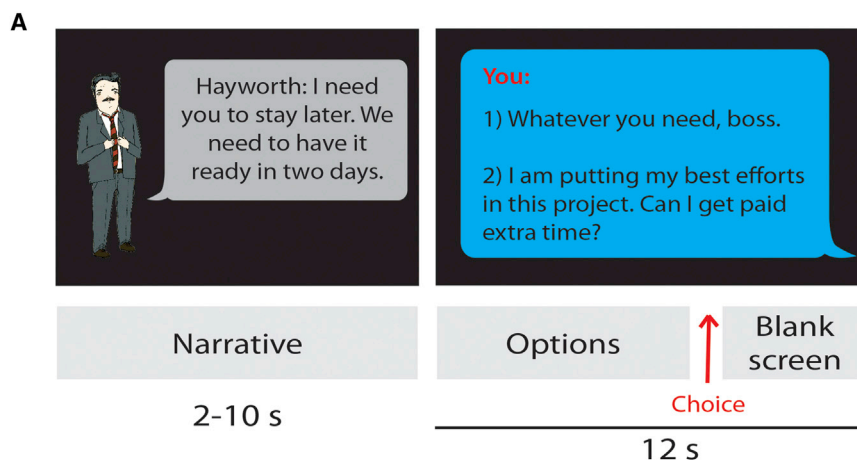 A
Hayworth: I need
you to stay later. We
need to have it
ready in two days.
You:
1) Whatever you need, boss.
2) I am putting my best efforts
in this project. Can I get paid
extra time?
Narrative
Options
Blank
screen
Choice
2-10 s
12 s